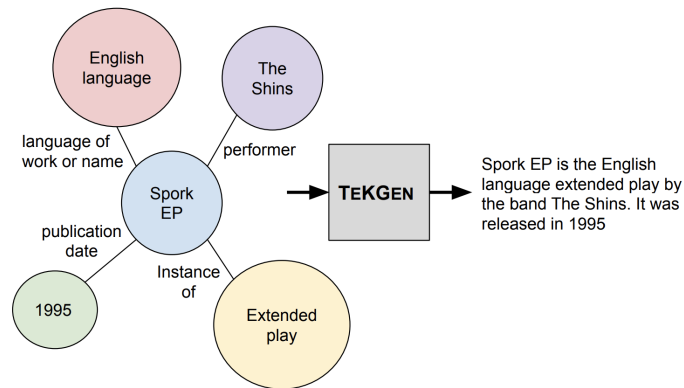 English
language
The
Shins
language of
work or name
performer
Spork
EP
publication
date
Instance
of
1995
Extended
play
TEKGEN
Spork EP is the English
language extended play by
the band The Shins. It was
released in 1995